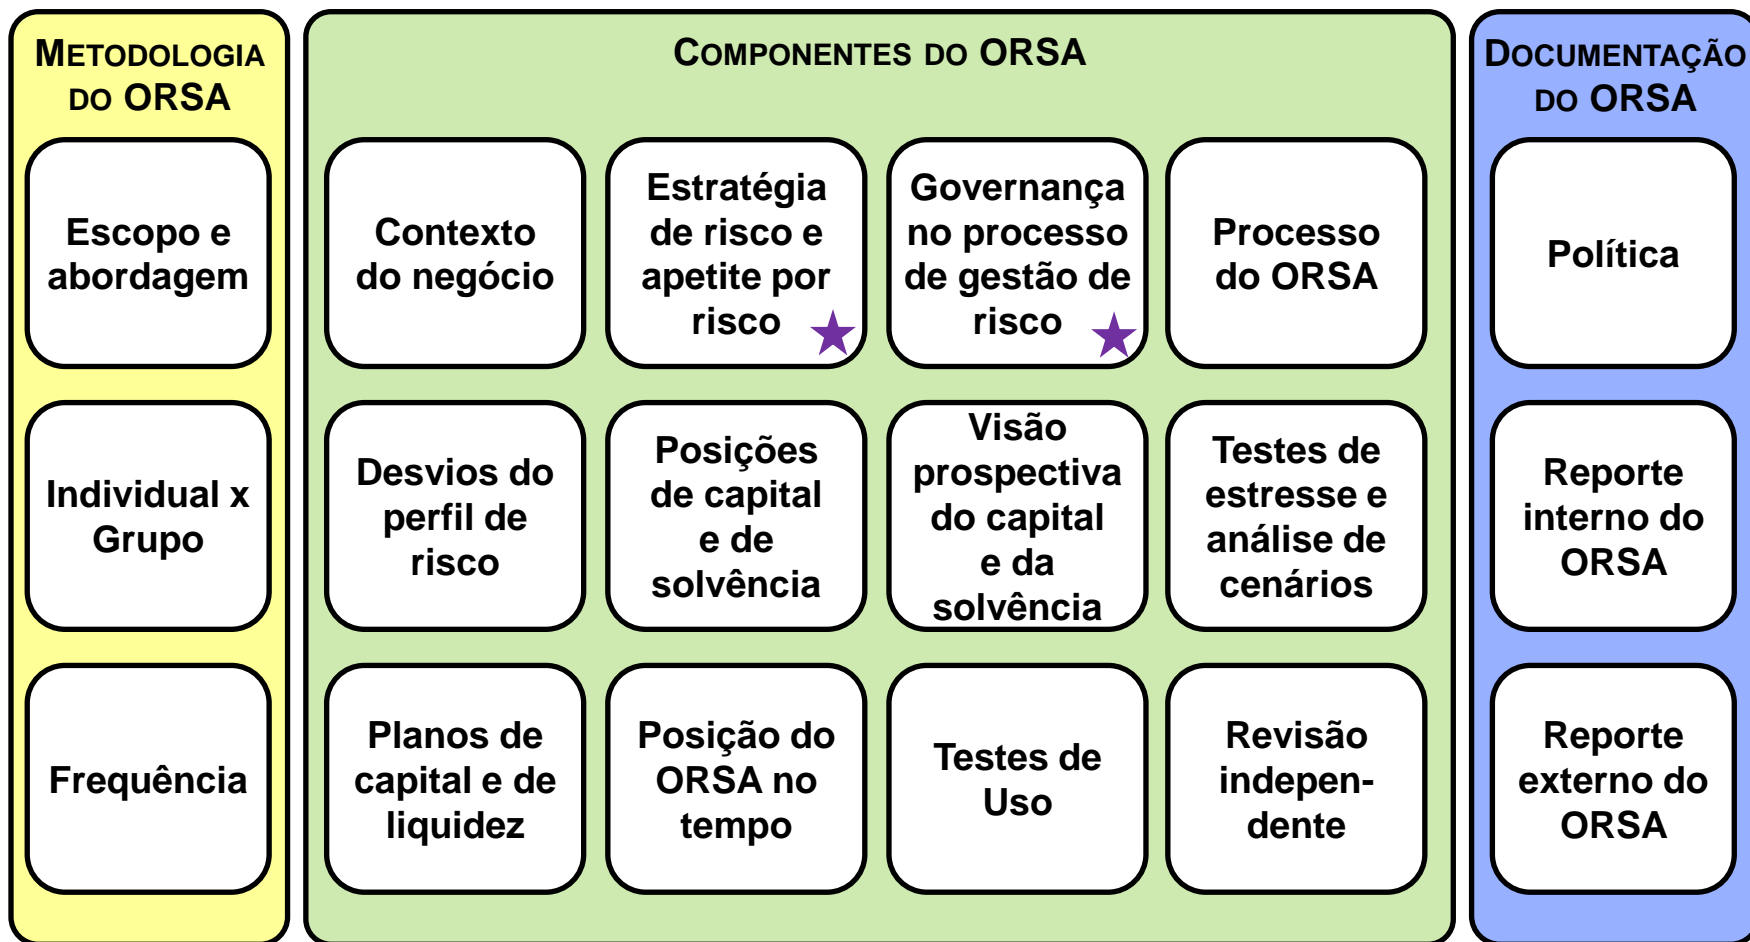 METODOLOGIA
DO ORSA
Escopo e
abordagem
Individual x
Grupo
Frequência
COMPONENTES DO ORSA
Contexto
do negócio
Estratégia
de risco e
apetite por
risco
Governança
no processo
de gestão de
risco
Processo
do ORSA
Desvios do
perfil de
risco
Posições
de capital
e de
solvência
Visão
prospectiva
do capital
e da
solvência
Testes de
estresse e
análise de
cenários
Planos de
capital e de
liquidez
Posição do
ORSA no
tempo
Testes de
Uso
Revisão
indepen-
dente
DOCUMENTAÇÃO
DO ORSA
Política
Reporte
interno do
ORSA
Reporte
externo do
ORSA